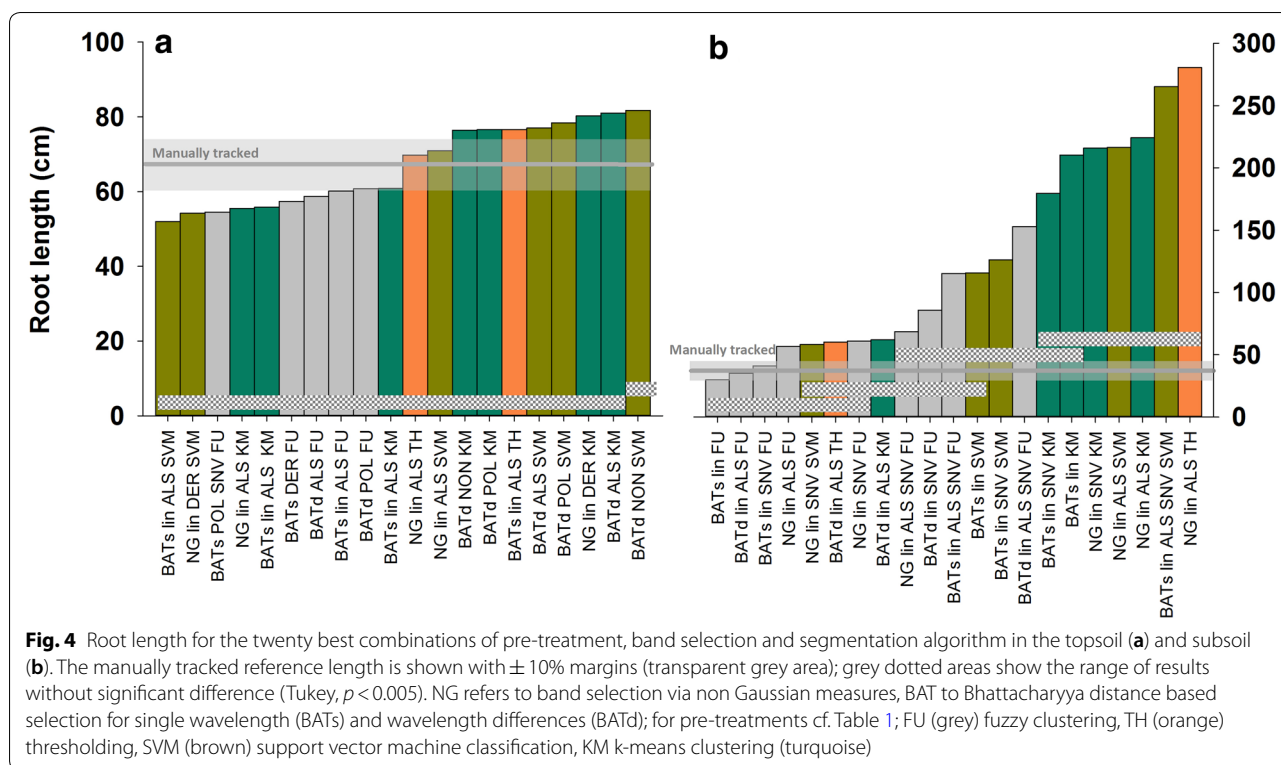 a
100
80
60
40
20
0
Root length (cm)
Manually tracked
BATs lin ALS SVM
NG lin DER SVM
BATs POL SNV FU
NG lin ALS KM
BATs lin ALS  KM
BATs DER FU
BATd ALS FU
BATs lin ALS FU
BATd POL FU
BATs lin ALS KM
NG lin ALS TH
NG lin ALS SVM
BATd NON KM
BATd POL KM
BATs lin ALS TH
BATd ALS SVM
BATd POL SVM
NG lin DER KM
BATd ALS KM
BATd NON SVM
b
300
250
200
150
100
50
0
Manually tracked
BATs lin FU
BATd lin ALS FU
BATs lin SNV FU
NG lin ALS FU
NG lin SNV SVM
BATd lin ALS TH
NG lin SNV FU
BATd lin ALS KM
NG lin ALS SNV FU
BATd lin SNV FU
BATs lin ALS SNV FU
BATs lin SVM
BATs lin SNV SVM
BATd lin ALS SNV FU
BATs lin SNV KM
BATs lin KM
NG lin SNV KM
NG lin ALS SVM
NG lin ALS KM
BATs lin ALS SNV SVM
NG lin ALS TH
Fig. 4 Root length for the twenty best combinations of pre-treatment, band selection and segmentation algorithm in the topsoil (a) and subsoil
(b). The manually tracked reference length is shown with ± 10% margins (transparent grey area); grey dotted areas show the range of results
without significant difference (Tukey, p < 0.005). NG refers to band selection via non Gaussian measures, BAT to Bhattacharyya distance based
selection for single wavelength (BATs) and wavelength differences (BATd); for pre-treatments cf. Table 1; FU (grey) fuzzy clustering, TH (orange)
thresholding, SVM (brown) support vector machine classification, KM k-means clustering (turquoise)